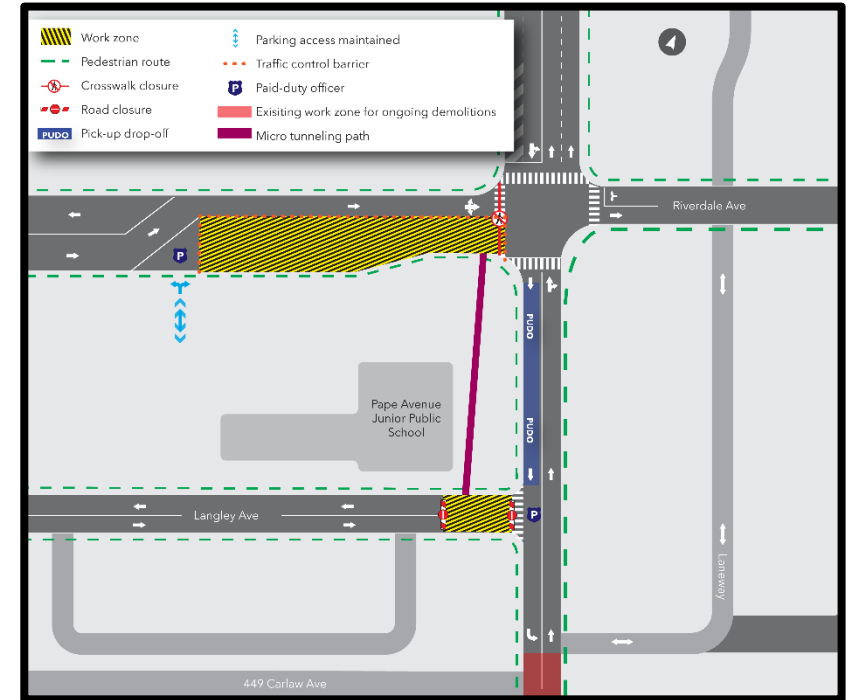 Work zone
Pedestrian route
Crosswalk closure
Road closure
PUDO Pick-up drop-off
Parking access maintained
Traffic control barrier
P Paid-duty officer
Exisiting work zone for ongoing demolitions
Micro tunneling path
Riverdale Ave
P
PUDO
Pape Avenue
Junior Public
School
PUDO
Langley Ave
P
Laneway
449 Carlaw Ave